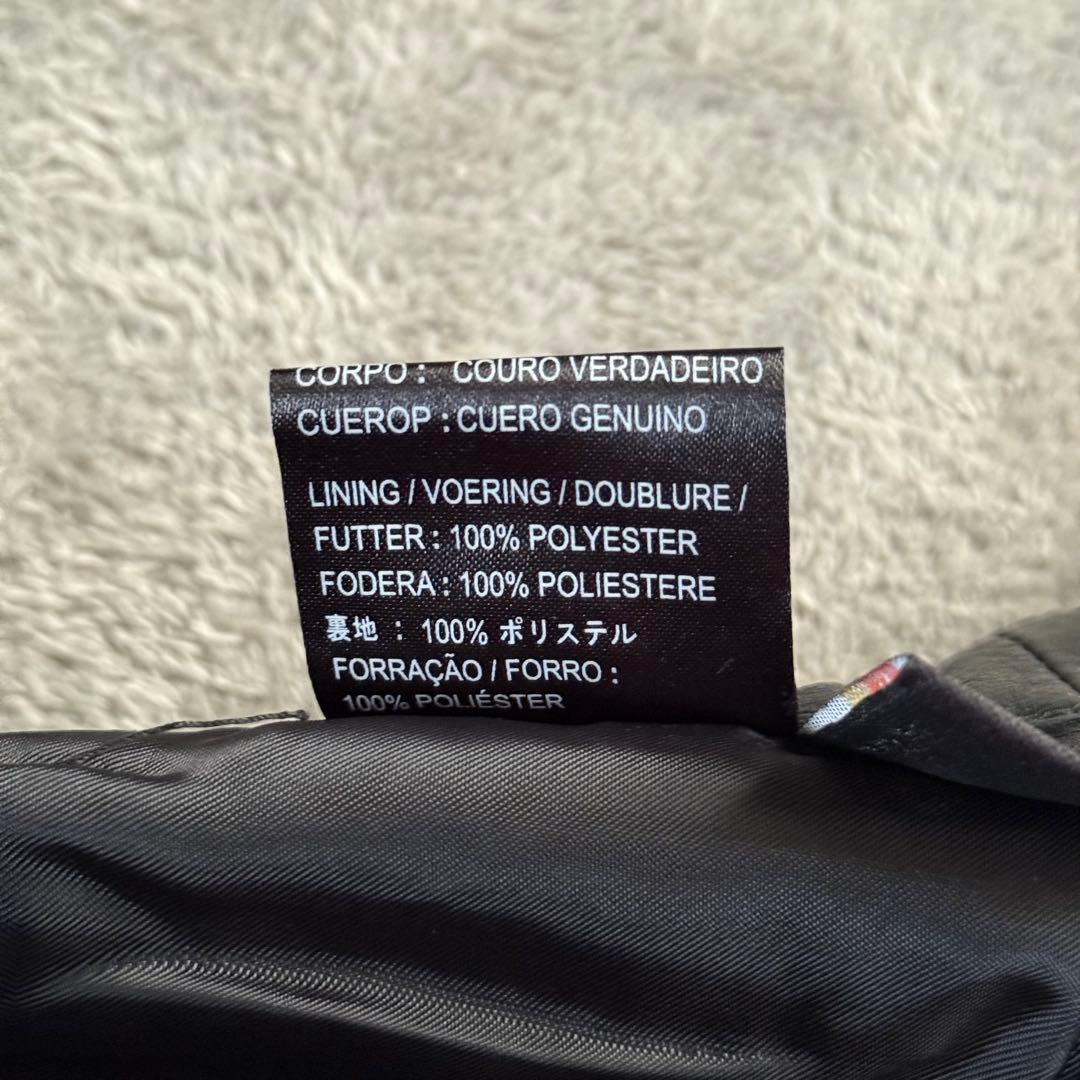 CORPO : COURO VERDADEIRO
CUEROP : CUERO GENUINO
LINING / VOERING / DOUBLURE /
FUTTER : 100% POLYESTER
FODERA : 100% POLIESTERE
裏地 : 100% ポリステル
FORRAÇÃO / FORRO :
100% POLIÉSTER